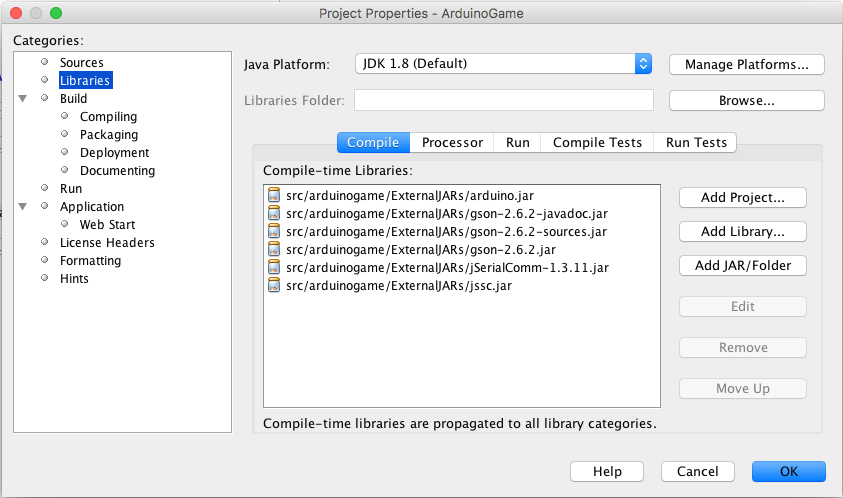 Project Properties - ArduinoGame
Categories:
Sources
Libraries
Build
Compiling
Packaging
Deployment
Documenting
Run
Application
Web Start
License Headers
Formatting
Hints
Java Platform:
JDK 1.8 (Default)
Manage Platforms...
Libraries Folder:
Browse...
Compile
Processor
Run
Compile Tests
Run Tests
Compile-time Libraries:
src/arduinogame/ExternalJARs/arduino.jar
src/arduinogame/ExternalJARs/gson-2.6.2-javadoc.jar
src/arduinogame/ExternalJARs/gson-2.6.2-sources.jar
src/arduinogame/ExternalJARs/gson-2.6.2.jar
src/arduinogame/ExternalJARs/jSerialComm-1.3.11.jar
src/arduinogame/ExternalJARs/jssc.jar
Add Project...
Add Library...
Add JAR/Folder
Edit
Remove
Move Up
Compile-time libraries are propagated to all library categories.
Help
Cancel
OK